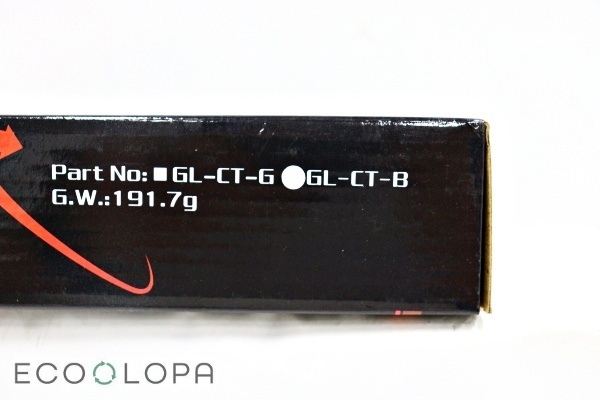 Part No: ■ GL-CT-G ●GL-CT-B
G.W.:191.7g
ECOOLOPA